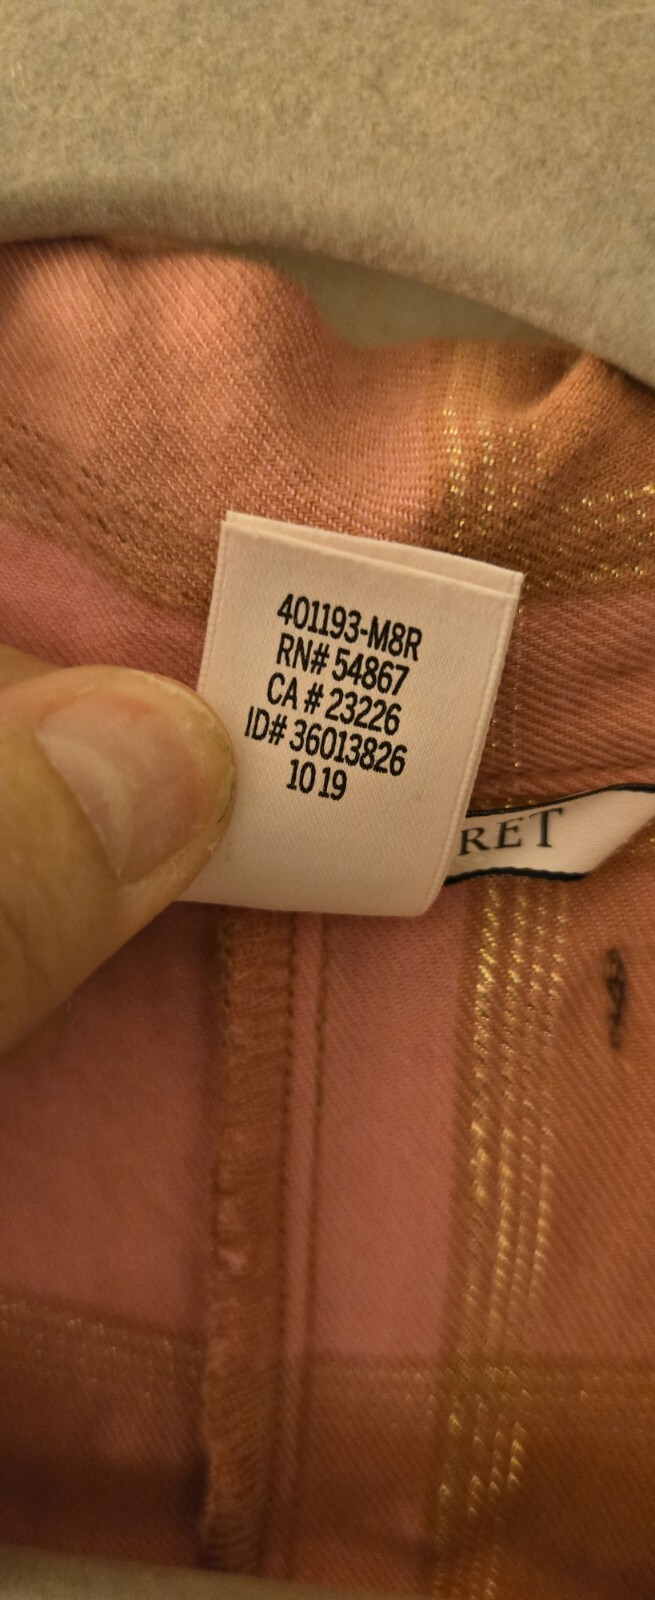 401193-M8R
RN# 54867
CA # 23226
ID# 36013826
10 19
RET